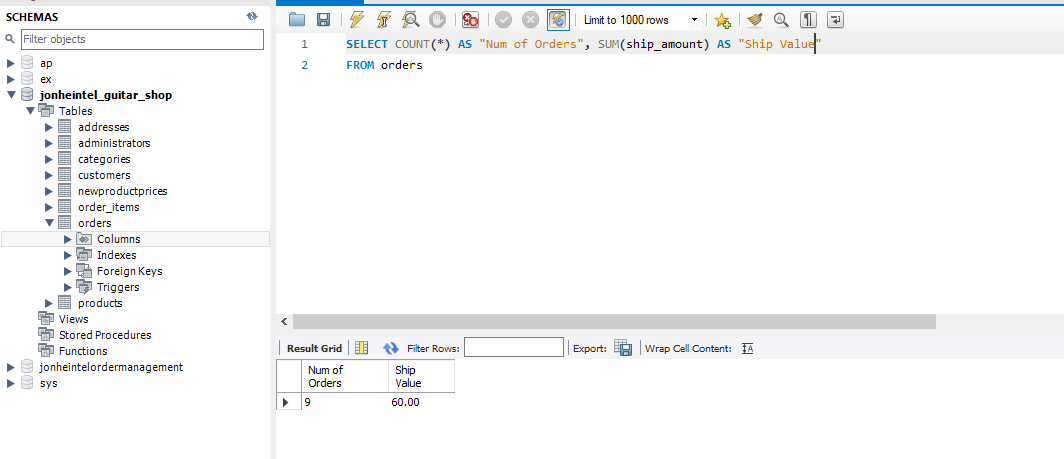 SCHEMAS
Filter objects
ap
ex
jonheintel_guitar_shop
Tables
addresses
administrators
categories
customers
newproductprices
order_items
orders
Columns
Indexes
Foreign Keys
Triggers
products
Views
Stored Procedures
Functions
jonheintelordermanagement
sys
Limit to 1000 rows
1 SELECT COUNT(*) AS "Num of Orders", SUM(ship_amount) AS "Ship Value"
2 FROM orders
Result Grid Filter Rows: Export: Wrap Cell Content:
Num of Ship
Orders Value
9 60.00